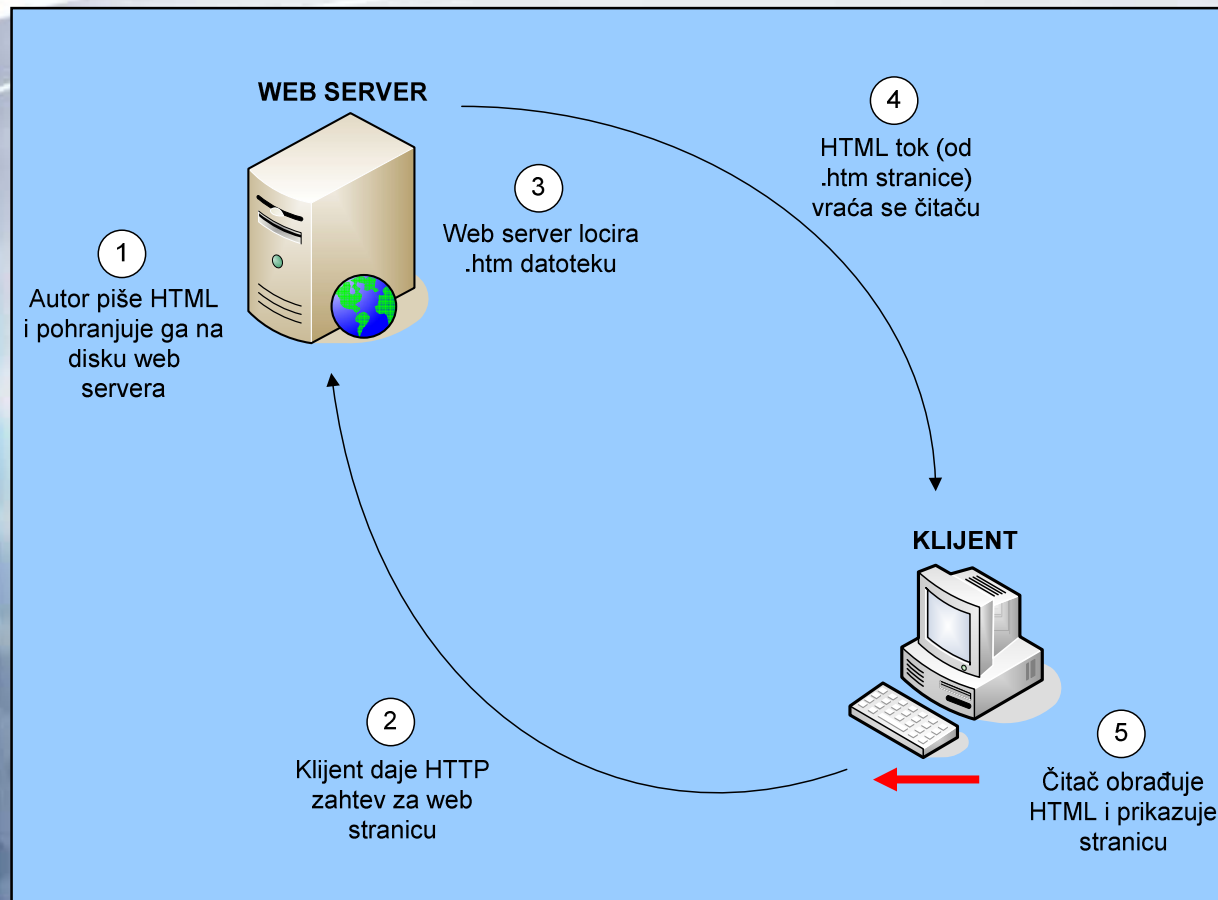 WEB SERVER
1
Autor piše HTML
i pohranjuje ga na
disku web
servera
2
Klijent daje HTTP
zahtev za web
stranicu
3
Web server locira
.htm datoteku
4
HTML tok (od
.htm stranice)
vraća se čitaču
KLIJENT
5
Čitač obrađuje
HTML i prikazuje
stranicu